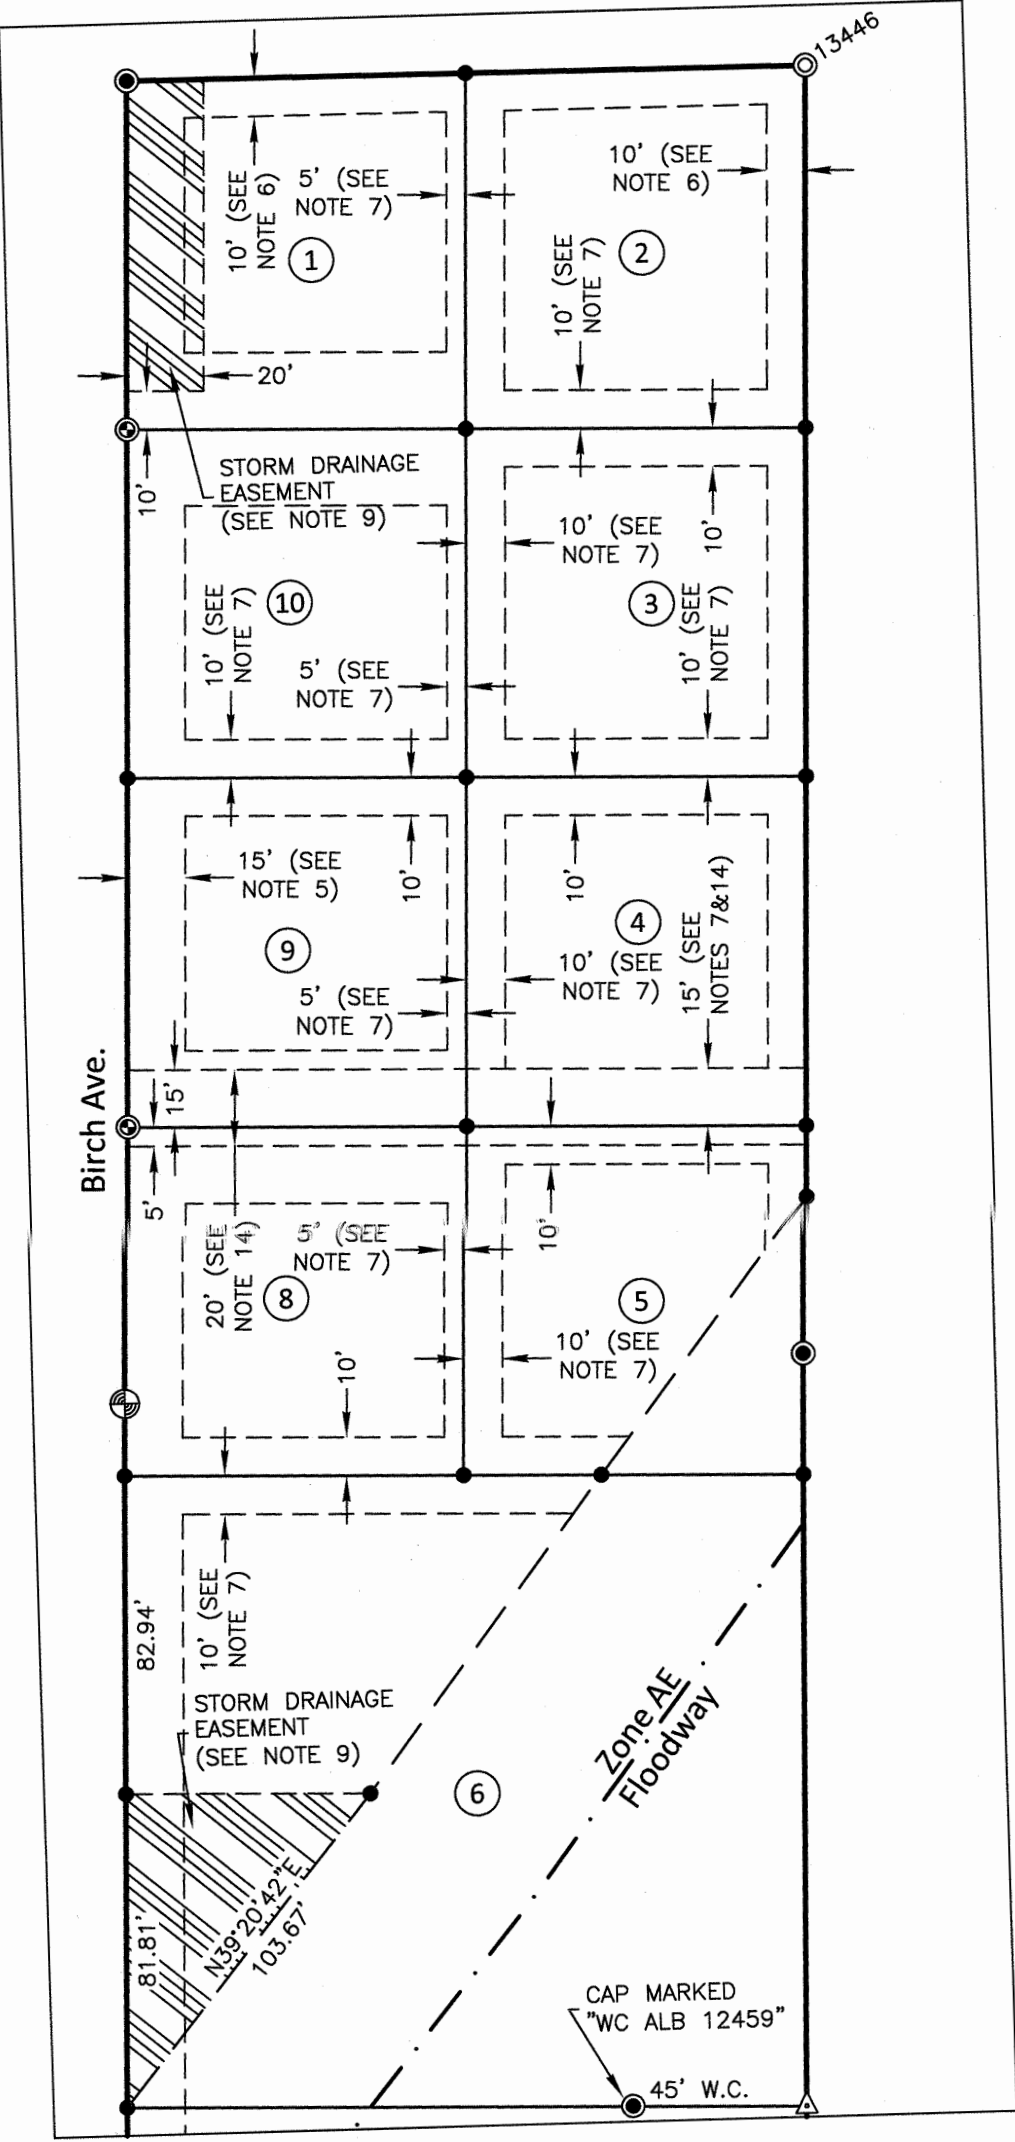 13446
10' (SEE
NOTE 6)
5' (SEE
NOTE 7)
1
10' (SEE
NOTE 6)
10' (SEE
NOTE 7)
2
20'
10'
STORM DRAINAGE
EASEMENT
(SEE NOTE 9)
10' (SEE
NOTE 7)
10'
10' (SEE
NOTE 7)
10
5' (SEE
NOTE 7)
3
10' (SEE
NOTE 7)
15' (SEE
NOTE 5)
10'
9
5' (SEE
NOTE 7)
10'
4
10' (SEE
NOTE 7)
15' (SEE
NOTES 7&14)
Birch Ave.
15'
5'
20' (SEE
NOTE 14)
5' (SEE
NOTE 7)
8
10'
10'
5
10' (SEE
NOTE 7)
82.94'
10' (SEE
NOTE 7)
STORM DRAINAGE
EASEMENT
(SEE NOTE 9)
6
Zone AE
Floodway
81.81'
N39°20'42"E
103.67'
CAP MARKED
"WC ALB 12459"
45' W.C.